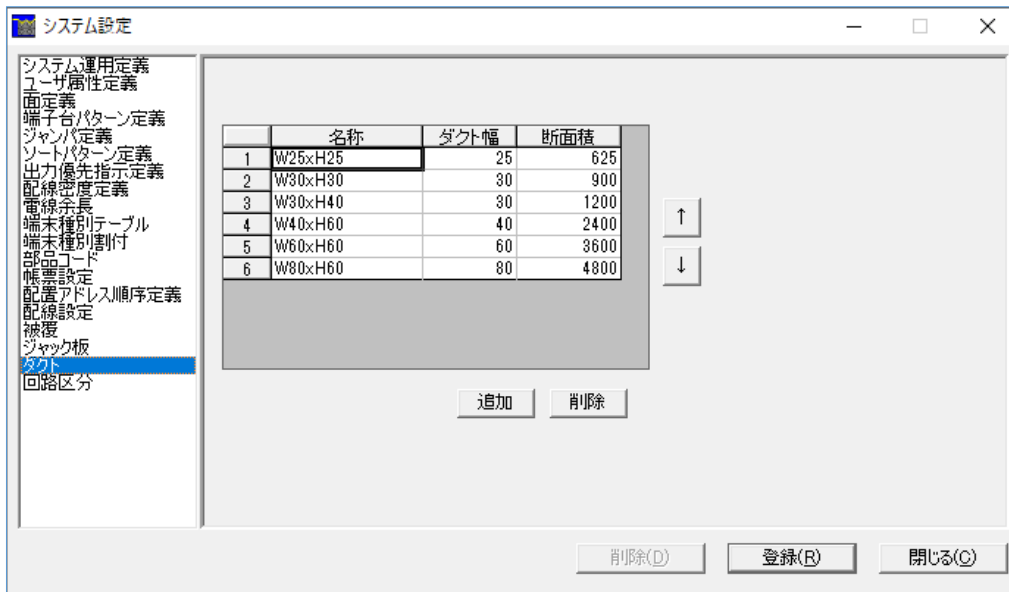 システム設定
システム運用定義
ユーザ属性定義
面定義
端子台パターン定義
ジャンパ定義
ソートパターン定義
出力優先指示定義
配線密度定義
電線余長
端末種別テーブル
端末種別割付
部品コード
帳票設定
配置アドレス順序定義
配線設定
被覆
ジャック板
ダクト
回路区分
名称 ダクト幅 断面積
1 W25xH25 25 625
2 W30xH30 30 900
3 W30xH40 30 1200
4 W40xH60 40 2400
5 W60xH60 60 3600
6 W80xH60 80 4800
↑
↓
追加 削除
削除(D) 登録(R) 閉じる(C)